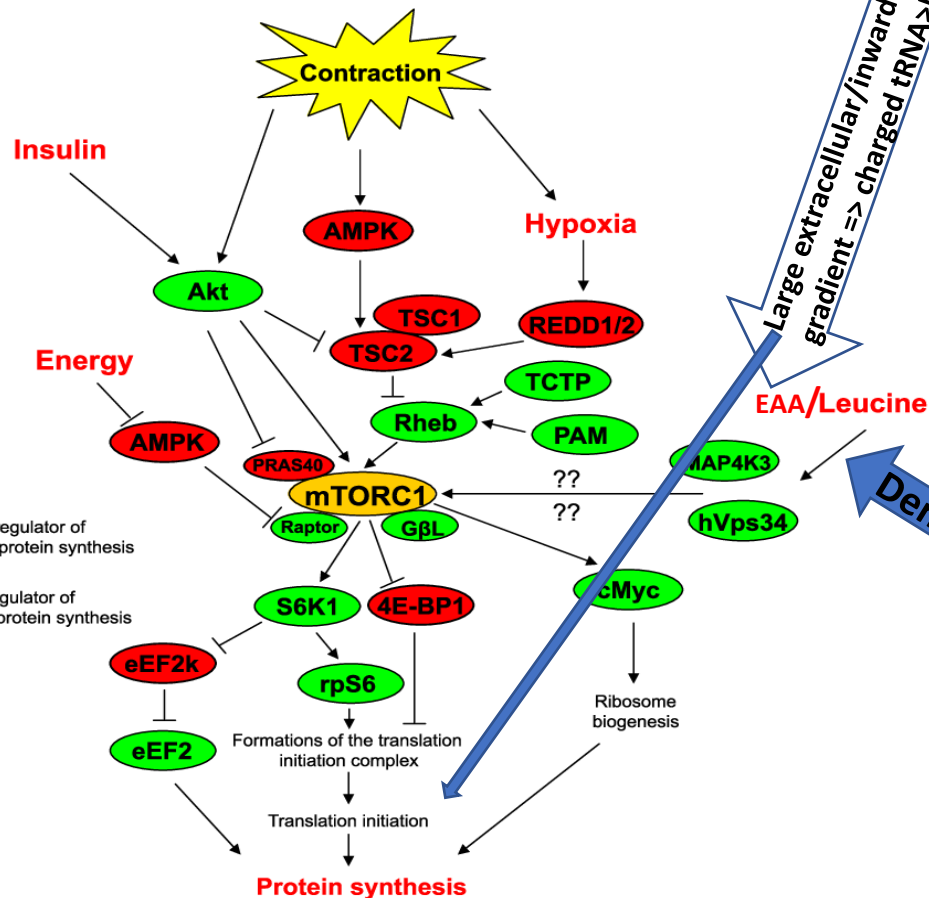 Contraction
Large extracellular/inward
gradient => charged tRNA>
Insulin
Hypoxia
AMPK
Akt
TSC1
REDD1/2
TSC2
TCTP
Energy
EAA/Leucine
Rheb
PAM
AMPK
PRAS40
MAP4K3
mTORC1
??
??
Raptor
GβL
hVps34
regulator of
protein synthesis
cMyc
gulator of
protein synthesis
S6K1
4E-BP1
eEF2k
rpS6
Ribosome
biogenesis
Formations of the translation
initiation complex
eEF2
Translation initiation
Protein synthesis